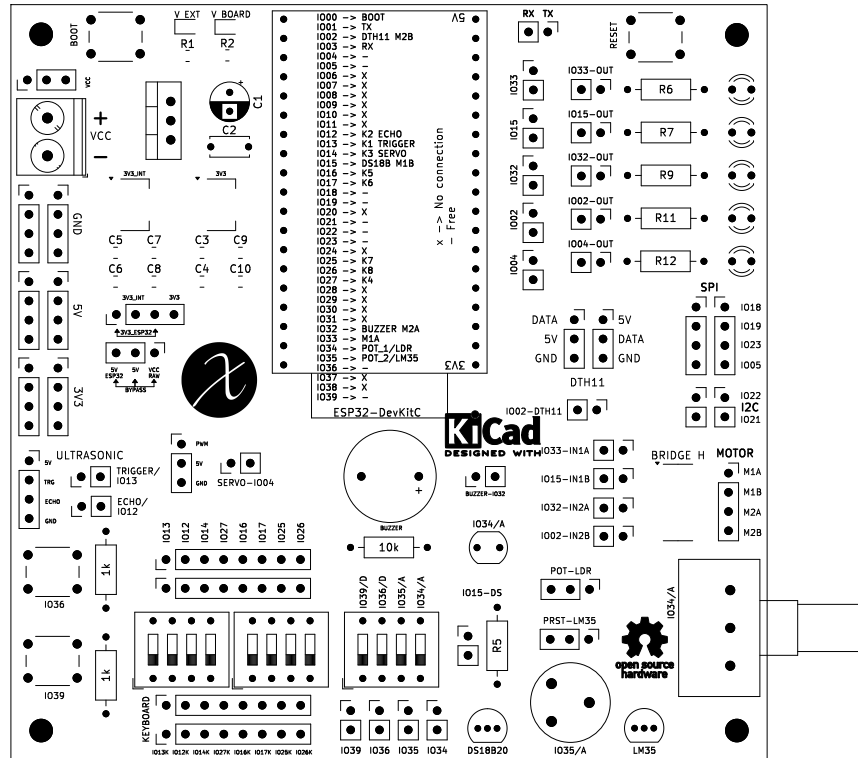 BOOT
V EXT
V BOARD
R1
R2
VCC
+
VCC
-
C1
C2
IO00 -> BOOT
IO01 -> TX
IO02 -> DTH11 M2B
IO03 -> RX
IO04 -> -
IO05 -> -
IO06 -> X
IO07 -> X
IO08 -> X
IO09 -> X
IO10 -> X
IO11 -> X
IO12 -> K2 ECHO
IO13 -> K1 TRIGGER
IO14 -> K3 SERVO
IO15 -> DS18B M1B
IO16 -> K5
IO17 -> K6
IO18 -> -
IO19 -> -
IO20 -> X
IO21 -> -
IO22 -> -
IO23 -> -
IO24 -> X
IO25 -> K7
IO26 -> K8
IO27 -> K4
IO28 -> X
IO29 -> X
IO30 -> X
IO31 -> X
IO32 -> BUZZER M2A
IO33 -> M1A
IO34 -> POT_1/LDR
IO35 -> POT_2/LM35
IO36 -> -
IO37 -> X
IO38 -> X
IO39 -> -
5V
3V3
x -> No connection
- Free
ESP32-DevKitC
RX TX
RESET
IO33
IO33-OUT
R6
IO15
IO15-OUT
R7
IO32
IO32-OUT
R9
IO02
IO02-OUT
R11
IO04
IO04-OUT
R12
GND
5V
3V3
3V3_INT
3V3
C5
C7
C3
C9
C6
C8
C4
C10
3V3_INT
3V3
3V3_ESP32
5V
ESP32
5V
VCC
RAW
BYPASS
SPI
IO18
IO19
IO23
IO05
DATA
5V
GND
5V
DATA
GND
DTH11
IO02-DTH11
IO22
I2C
IO21
KiCad
DESIGNED WITH
5V
TRG
ECHO
GND
ULTRASONIC
TRIGGER/
IO13
ECHO/
IO12
PWM
5V
GND
SERVO-IO04
BUZZER
+
BUZZER-IO32
IO33-IN1A
IO15-IN1B
IO32-IN2A
IO02-IN2B
BRIDGE H
MOTOR
M1A
M1B
M2A
M2B
IO13
IO12
IO14
IO27
IO16
IO17
IO25
IO26
10k
IO34/A
IO36
1k
IO39
1k
IO39/D
IO36/D
IO35/A
IO34/A
IO15-DS
R5
POT-LDR
PRST-LM35
IO34/A
open source
hardware
KEYBOARD
IO13K
IO12K
IO14K
IO27K
IO16K
IO17K
IO25K
IO26K
IO39
IO36
IO35
IO34
DS18B20
IO35/A
LM35